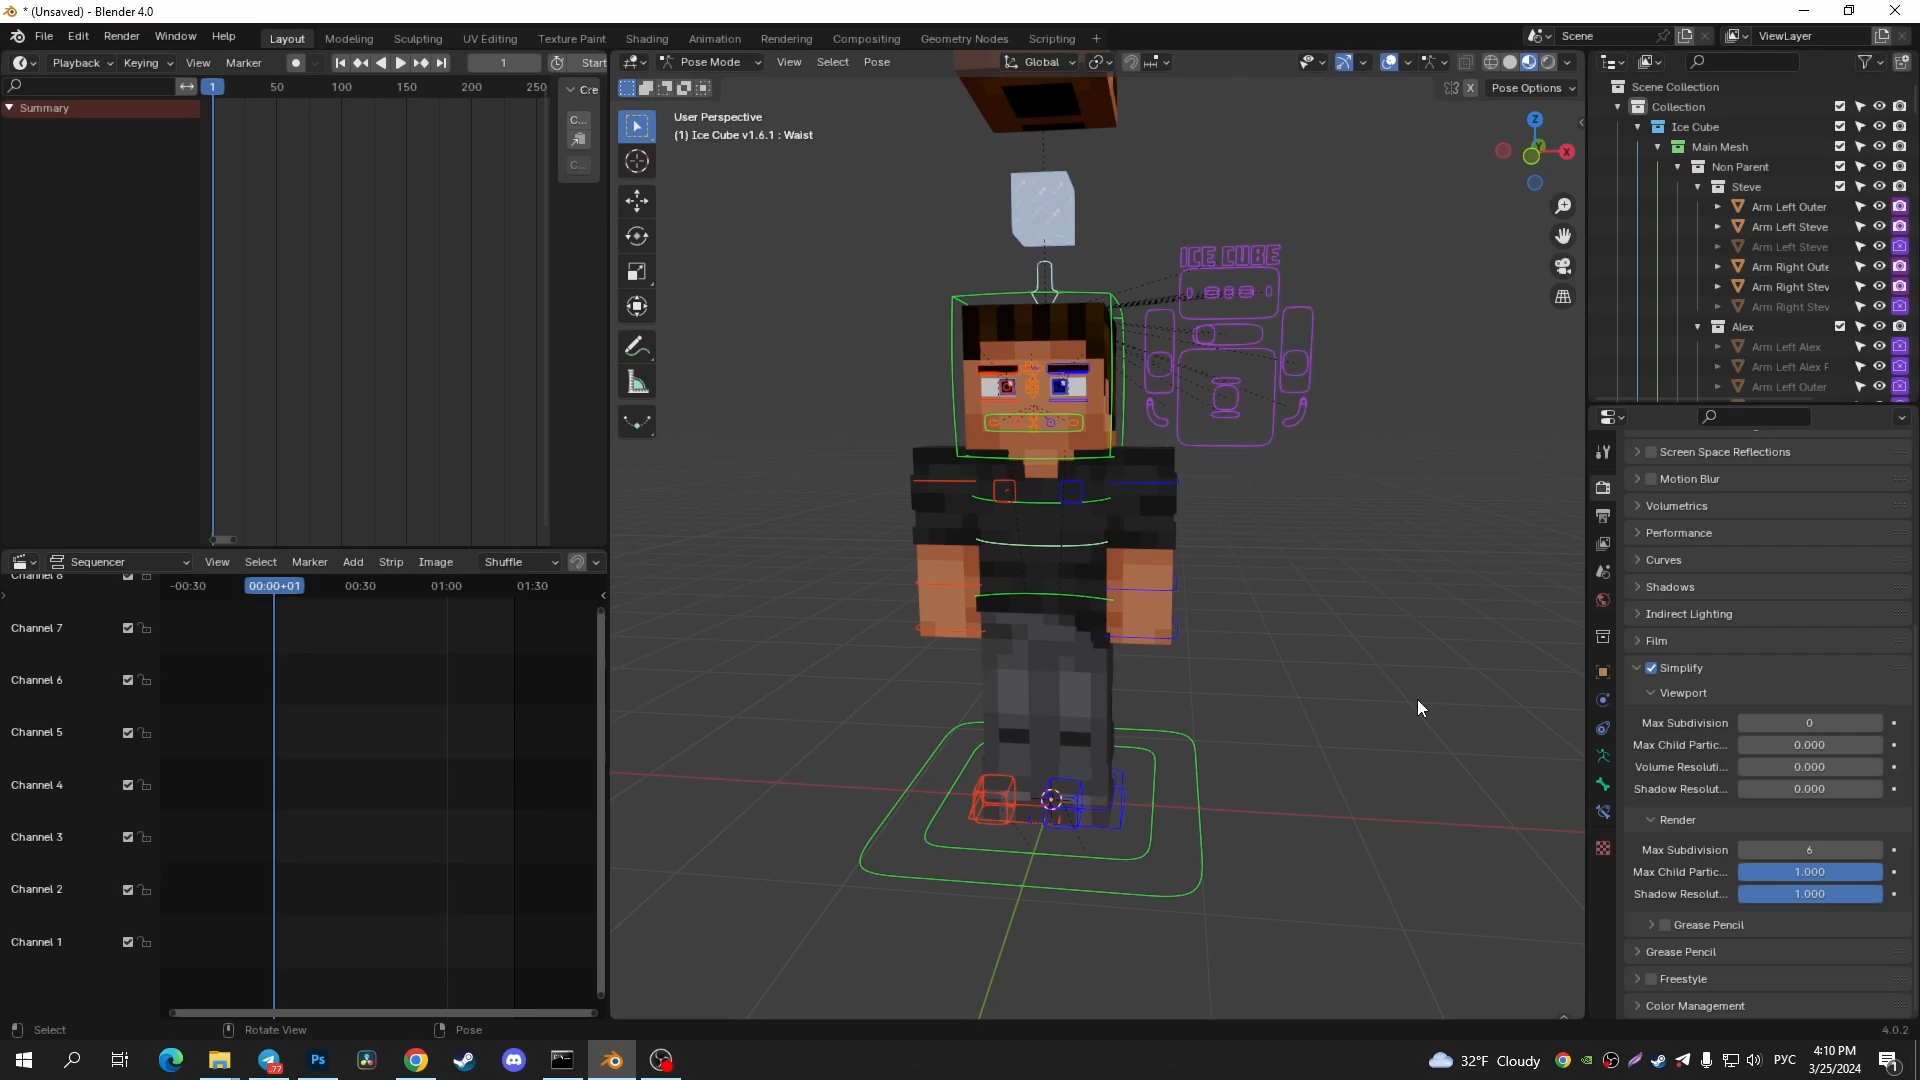 * (Unsaved) - Blender 4.0
File Edit Render Window Help
Layout Modeling Sculpting UV Editing Texture Paint Shading Animation Rendering Compositing Geometry Nodes Scripting +
Scene
ViewLayer
Playback Keying View Marker
1
Start
Pose Mode View Select Pose
Global
X
Pose Options
1 50 100 150 200 250
Summary
Cre
C...
C...
User Perspective
(1) Ice Cube v1.6.1 : Waist
Z
Y
X
ICE CUBE
Scene Collection
Collection
Ice Cube
Main Mesh
Non Parent
Steve
Arm Left Outer
Arm Left Steve
Arm Left Steve
Arm Right Oute
Arm Right Stev
Arm Right Stev
Alex
Arm Left Alex
Arm Left Alex F
Arm Left Outer
Screen Space Reflections
Motion Blur
Volumetrics
Performance
Curves
Shadows
Indirect Lighting
Film
Simplify
Viewport
Max Subdivision 0
Max Child Partic... 0.000
Volume Resoluti... 0.000
Shadow Resolut... 0.000
Render
Max Subdivision 6
Max Child Partic... 1.000
Shadow Resolut... 1.000
Grease Pencil
Grease Pencil
Freestyle
Color Management
Sequencer View Select Marker Add Strip Image Shuffle
-00:30 00:00+01 00:30 01:00 01:30
Channel 8
Channel 7
Channel 6
Channel 5
Channel 4
Channel 3
Channel 2
Channel 1
Select Rotate View Pose
4.0.2
77
Ps
32°F Cloudy
РУС
4:10 PM
3/25/2024
1